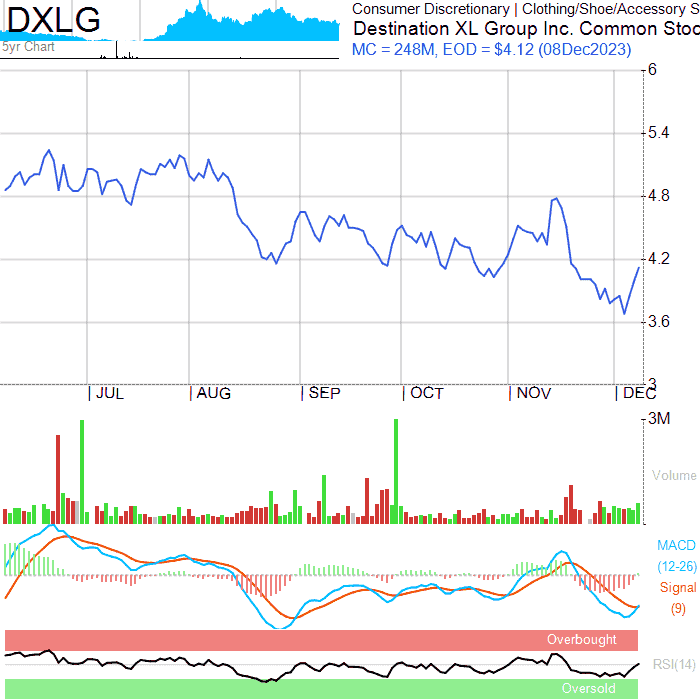 DXLG
5yr Chart
Consumer Discretionary | Clothing/Shoe/Accessory S
Destination XL Group Inc. Common Stoc
MC = 248M, EOD = $4.12 (08Dec2023)
6
5.4
4.8
4.2
3.6
3
JUL AUG SEP OCT NOV DEC
3M
Volume
MACD
(12-26)
Signal
(9)
Overbought
RSI(14)
Oversold